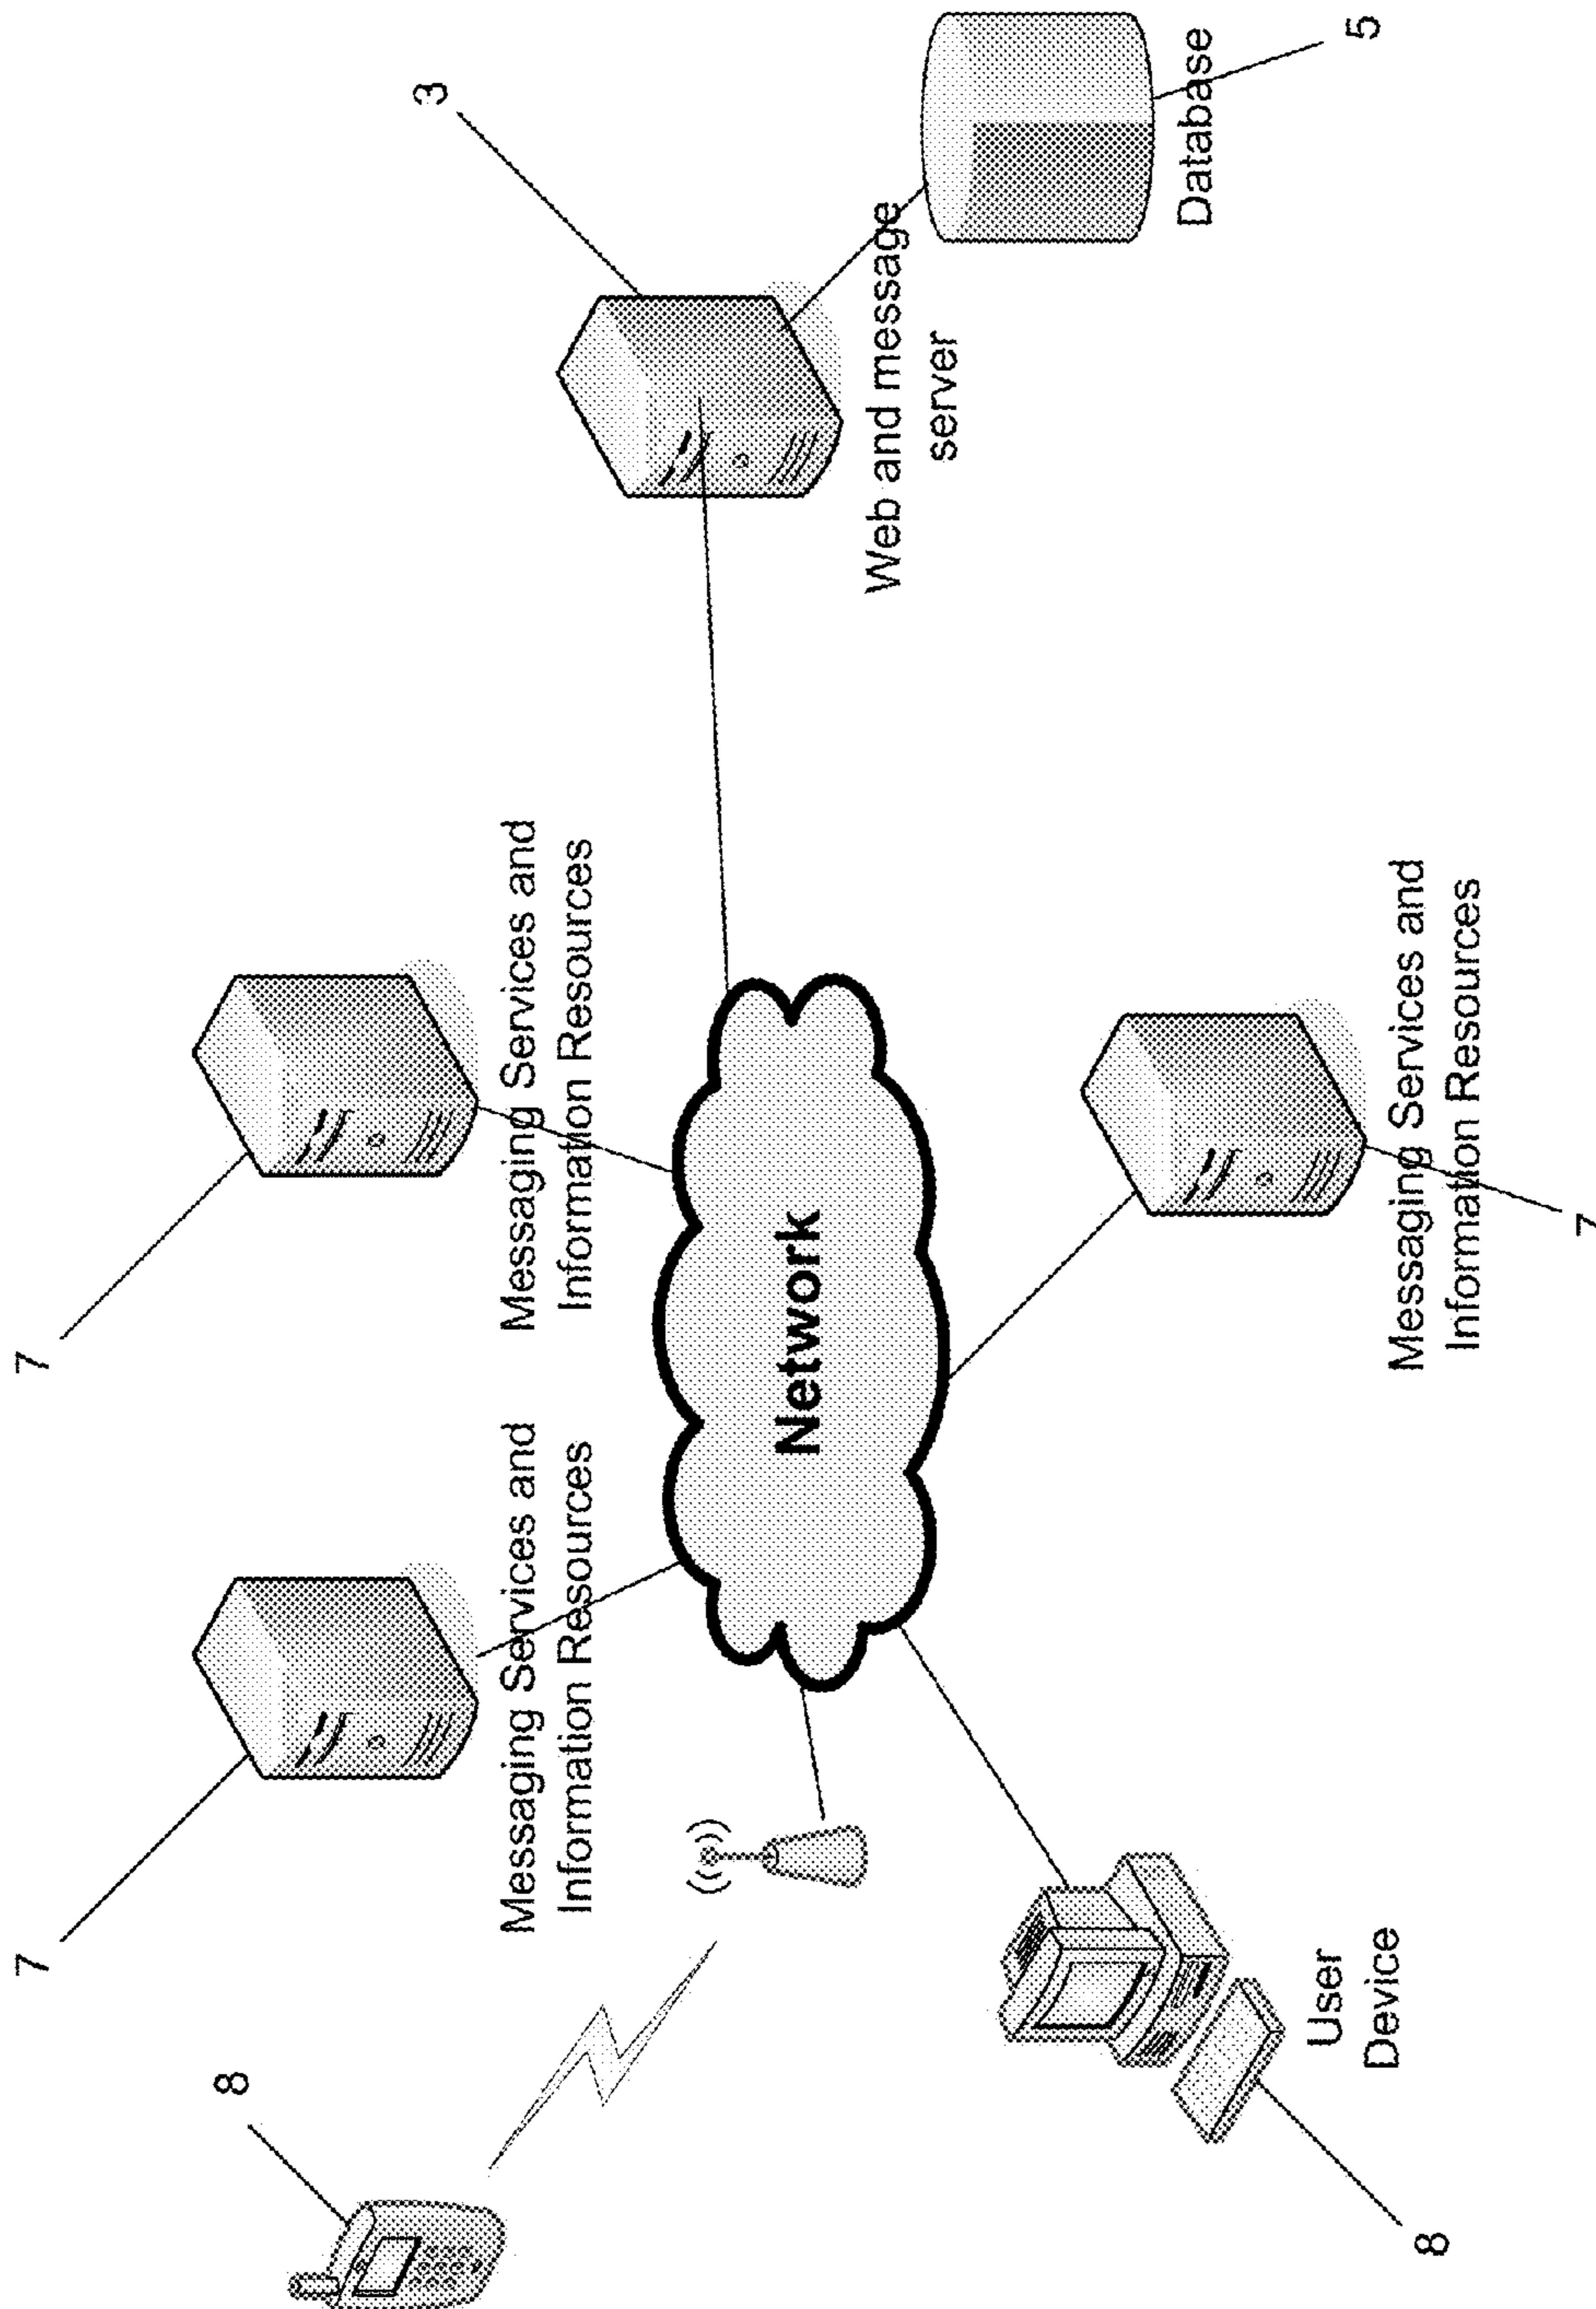 8
7
7
3
Messaging Services and
Information Resources
Messaging Services and
Information Resources
Web and message
server
Network
Database
5
User
Device
8
Messaging Services and
Information Resources
7